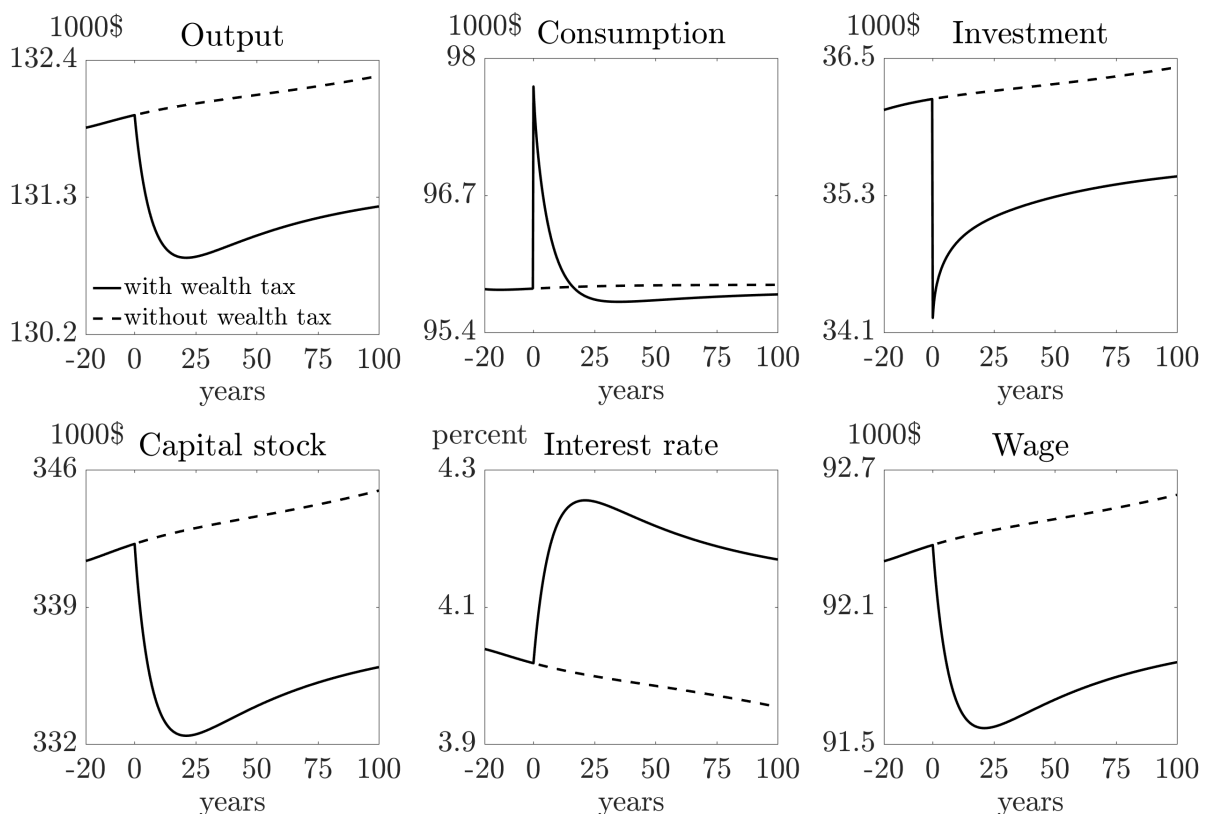 1000$ Output
132.4
131.3
130.2
with wealth tax
without wealth tax
-20 0 25 50 75 100
years
1000$ Consumption
98
96.7
95.4
-20 0 25 50 75 100
years
1000$ Investment
36.5
35.3
34.1
-20 0 25 50 75 100
years
1000$ Capital stock
346
339
332
-20 0 25 50 75 100
years
percent Interest rate
4.3
4.1
3.9
-20 0 25 50 75 100
years
1000$ Wage
92.7
92.1
91.5
-20 0 25 50 75 100
years